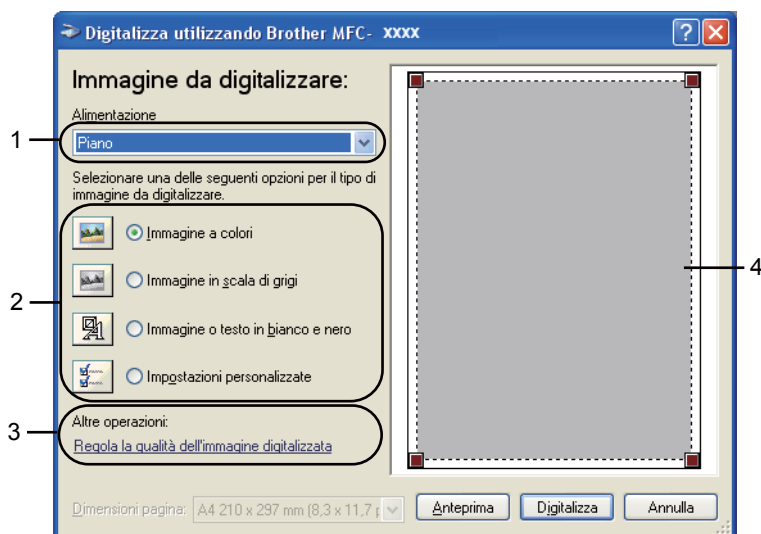 Digitalizza utilizzando Brother MFC- XXXX
Immagine da digitalizzare:
Alimentazione
1
Piano
Selezionare una delle seguenti opzioni per il tipo di
immagine da digitalizzare.
Immagine a colori
Immagine in scala di grigi
2
Immagine o testo in bianco e nero
Impostazioni personalizzate
3
Altre operazioni:
Regola la qualità dell'immagine digitalizzata
4
Dimensioni pagina: A4 210 x 297 mm (8,3 x 11,7
Anteprima
Digitalizza
Annulla